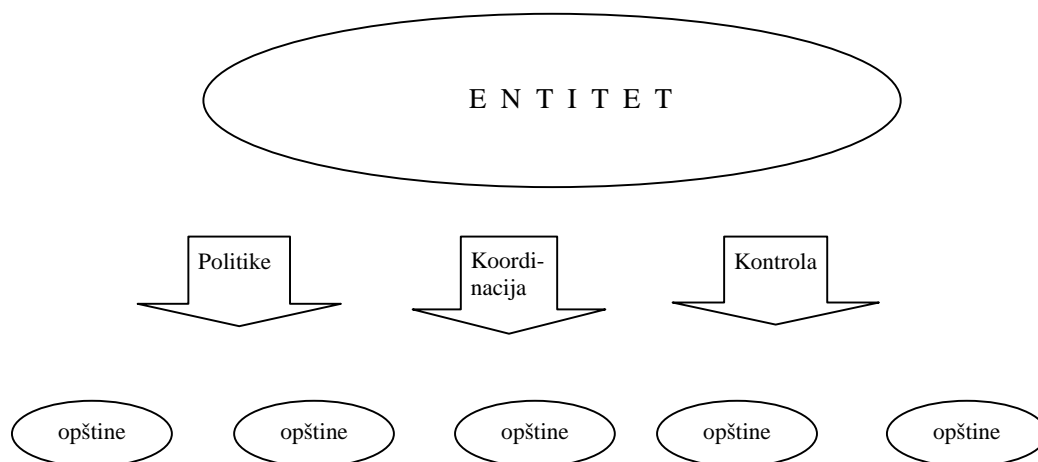 E N T I T E T
Politike
Koordi-
nacija
Kontrola
opštine
opštine
opštine
opštine
opštine